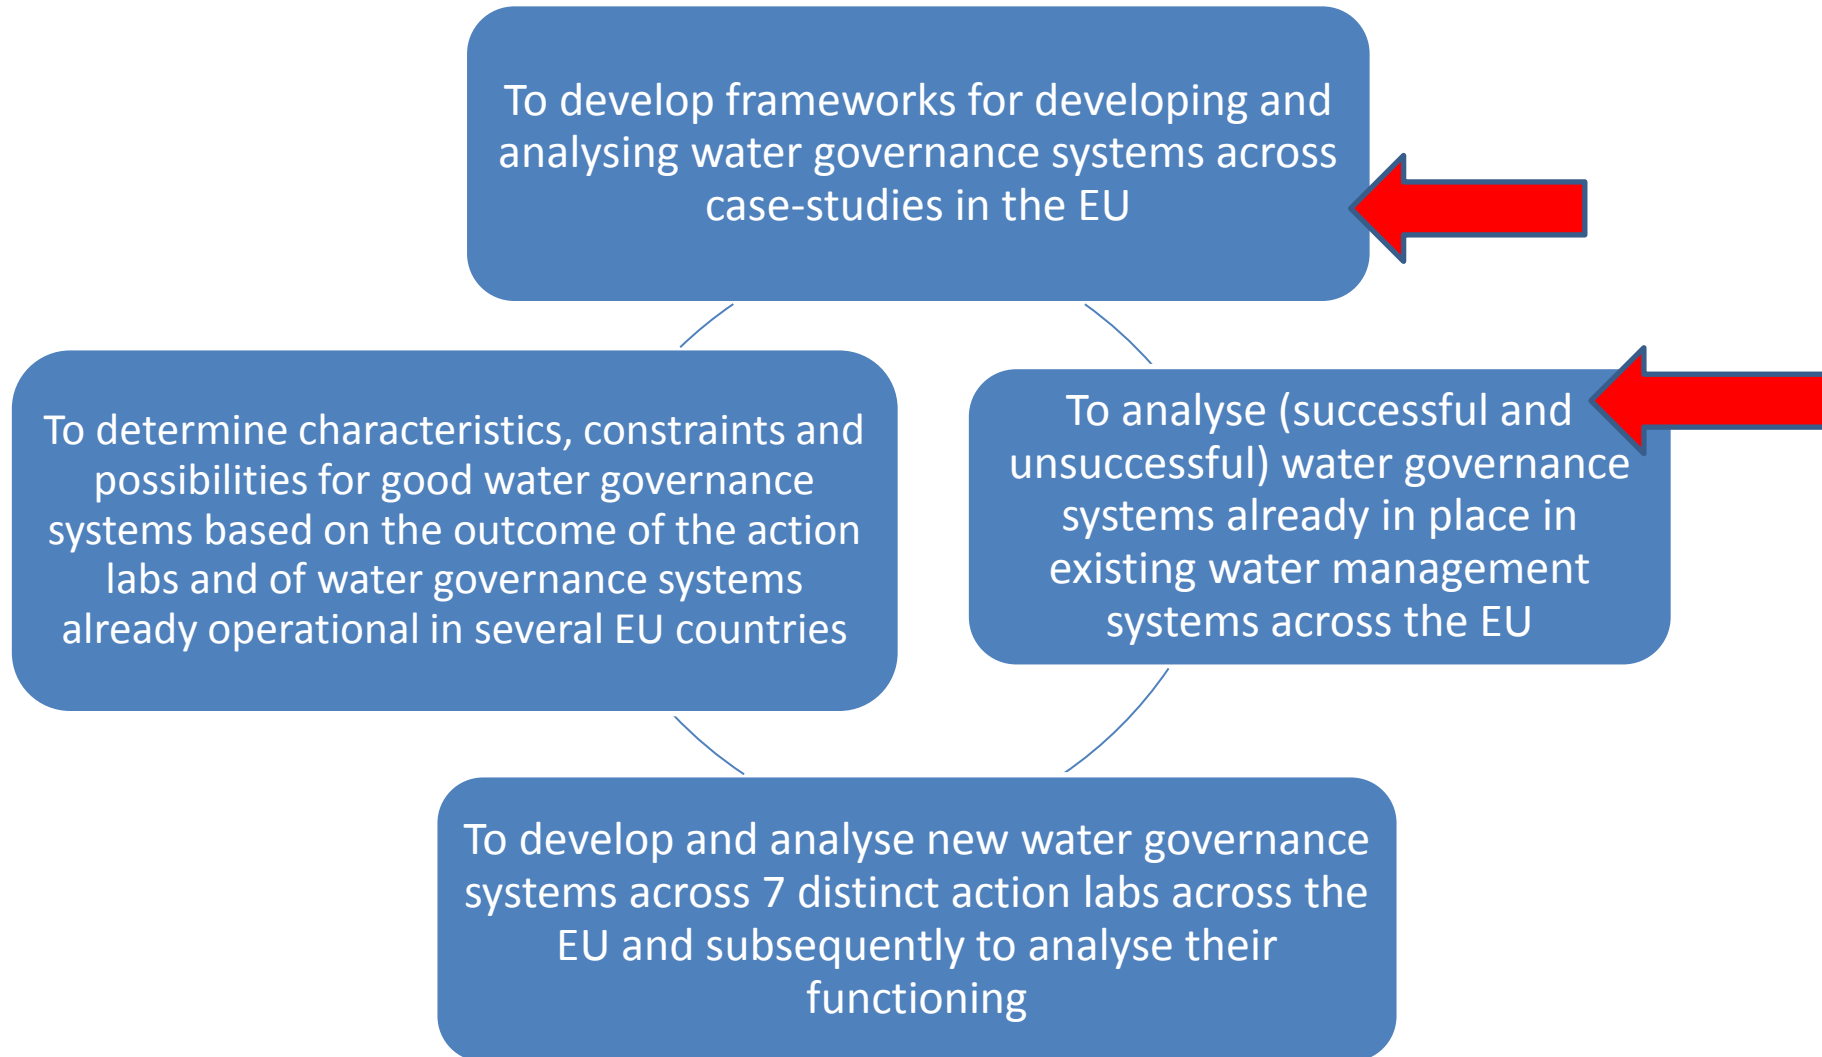 To develop frameworks for developing and
analysing water governance systems across
case-studies in the EU
To analyse (successful and
unsuccessful) water governance
systems already in place in
existing water management
systems across the EU
To develop and analyse new water governance
systems across 7 distinct action labs across the
EU and subsequently to analyse their
functioning
To determine characteristics, constraints and
possibilities for good water governance
systems based on the outcome of the action
labs and of water governance systems
already operational in several EU countries